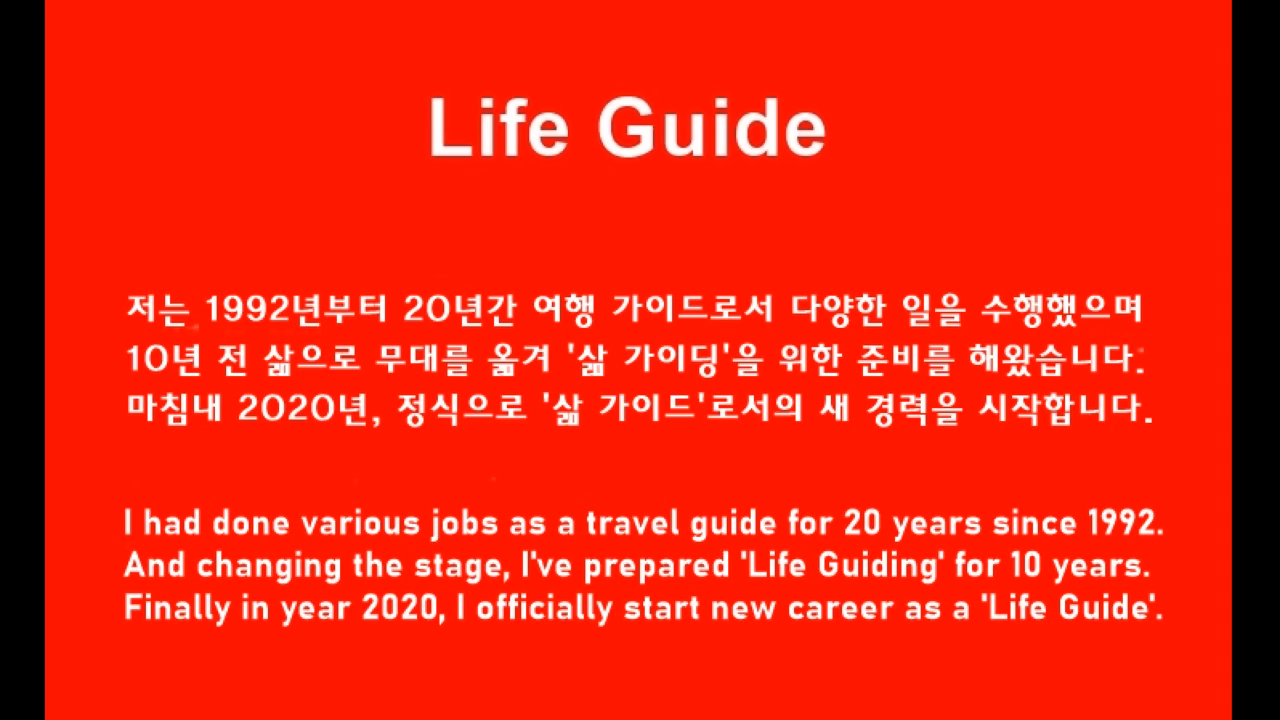 Life Guide
저는 1992년부터 20년간 여행 가이드로서 다양한 일을 수행했으며
10년 전 삶으로 무대를 옮겨 '삶 가이딩'을 위한 준비를 해왔습니다.
마침내 2020년, 정식으로 '삶 가이드'로서의 새 경력을 시작합니다.
I had done various jobs as a travel guide for 20 years since 1992.
And changing the stage, I've prepared 'Life Guiding' for 10 years.
Finally in year 2020, I officially start new career as a 'Life Guide'.